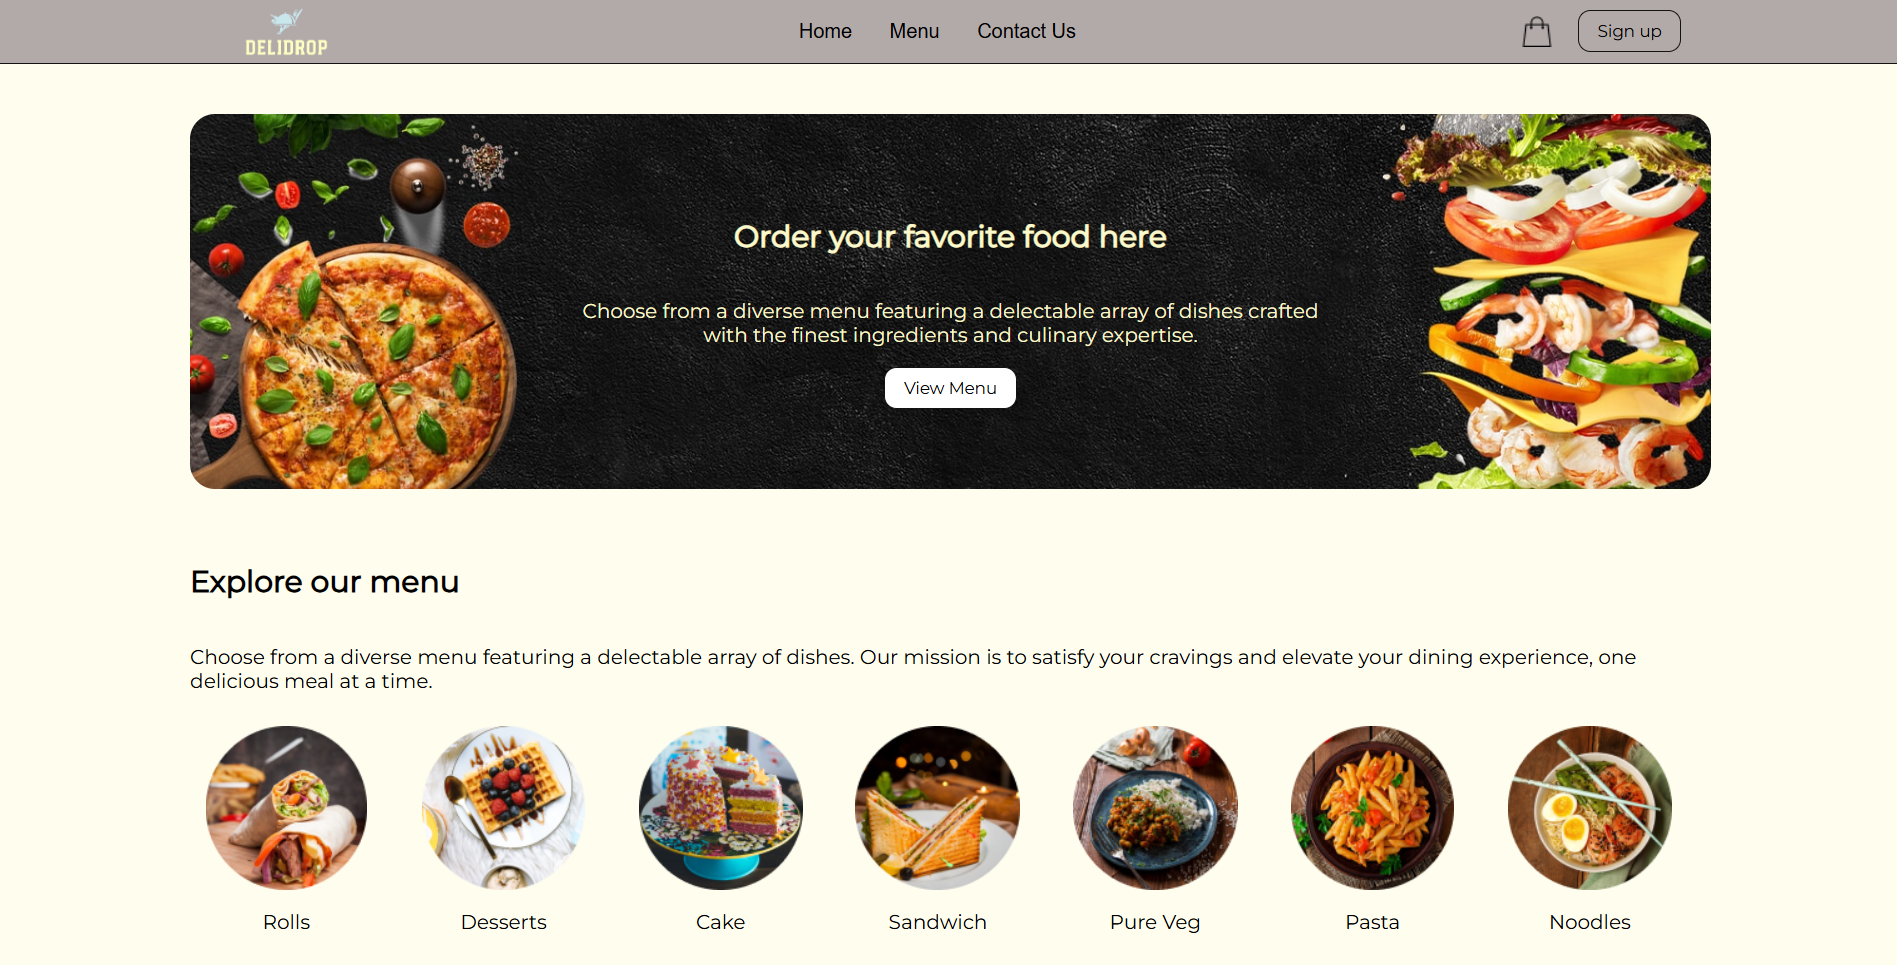 DELIDROP
Home
Menu
Contact Us
Sign up
Order your favorite food here
Choose from a diverse menu featuring a delectable array of dishes crafted
with the finest ingredients and culinary expertise.
View Menu
Explore our menu
Choose from a diverse menu featuring a delectable array of dishes. Our mission is to satisfy your cravings and elevate your dining experience, one
delicious meal at a time.
Rolls
Desserts
Cake
Sandwich
Pure Veg
Pasta
Noodles